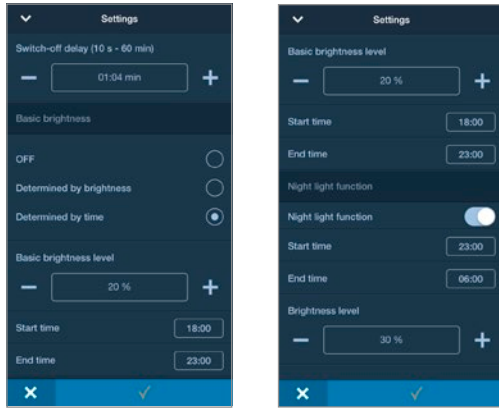 Settings
Switch-off delay (10 s - 60 min)
01:04 min
Basic brightness
OFF
Determined by brightness
Determined by time
Basic brightness level
20 %
Start time 18:00
End time 23:00
Settings
Basic brightness level
20 %
Start time 18:00
End time 23:00
Night light function
Night light function
Start time 23:00
End time 06:00
Brightness level
30 %